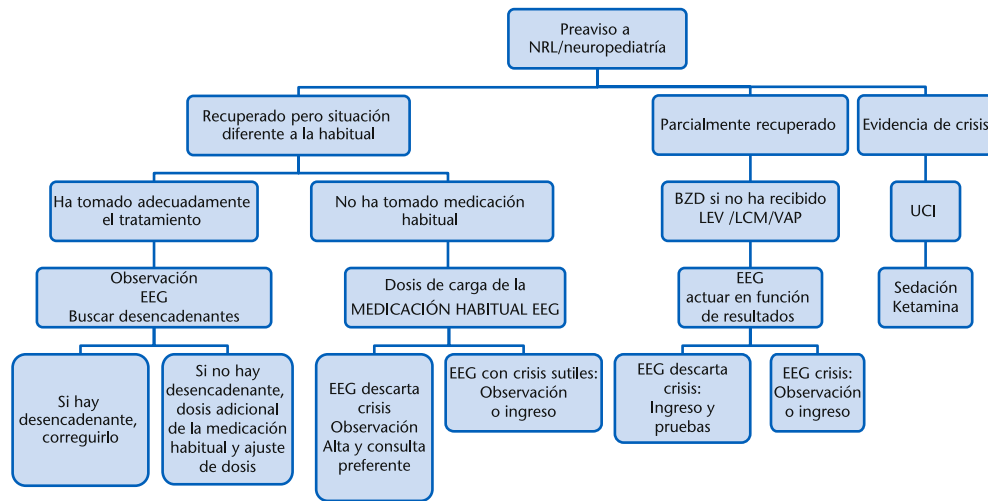 Preaviso a
NRL/neuropediatría
Recuperado pero situación
diferente a la habitual
Parcialmente recuperado
Evidencia de crisis
Ha tomado adecuadamente
el tratamiento
No ha tomado medicación
habitual
BZD si no ha recibido
LEV /LCM/VAP
UCI
Observación
EEG
Buscar desencadenantes
Dosis de carga de la
MEDICACIÓN HABITUAL EEG
EEG
actuar en función
de resultados
Sedación
Ketamina
Si hay
desencadenante,
correguirlo
Si no hay
desencadenante,
dosis adicional
de la medicación
habitual y ajuste
de dosis
EEG descarta
crisis
Observación
Alta y consulta
preferente
EEG con crisis sutiles:
Observación
o ingreso
EEG descarta
crisis:
Ingreso y
pruebas
EEG crisis:
Observación
o ingreso